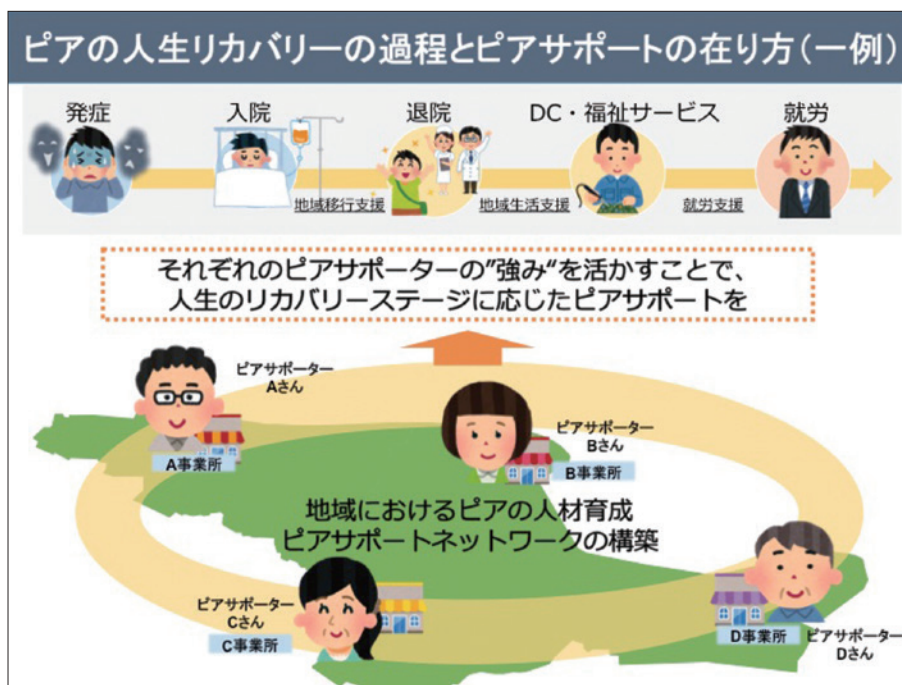 ピアの人生リカバリーの過程とピアサポートの在り方(一例)
発症
入院
退院
DC・福祉サービス
就労
地域移行支援
地域生活支援
就労支援
それぞれのピアサポーターの”強み“を活かすことで、
人生のリカバリーステージに応じたピアサポートを
ピアサポーター
Aさん
A事業所
ピアサポーター
Bさん
B事業所
地域におけるピアの人材育成
ピアサポートネットワークの構築
ピアサポーター
Cさん
C事業所
D事業所
ピアサポーター
Dさん